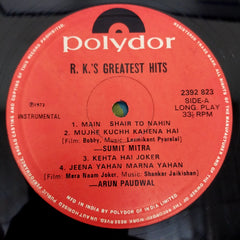 Polydor
R. K.'S GREATEST HITS
℗1973
INSTRUMENTAL
2392 823
SIDE-A
LONG. PLAY
33⅓ RPM
1. MAIN SHAIR TO NAHIN
2. MUJHE KUCHH KAHENA HAI
(Film: Bobby, Music: Laxmikant Pyarelal)
—SUMIT MITRA
3. KEHTA HAI JOKER
4. JEENA YAHAN MARNA YAHAN
(Film: Mera Naam Joker, Music: Shanker Jaikishan)
—ARUN PAUDWAL
MFD. IN INDIA BY POLYDOR OF INDIA LIMITED